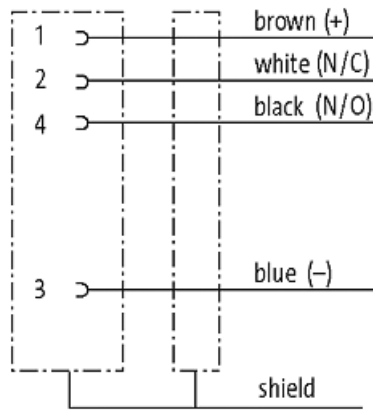 1 brown (+)
2 white (N/C)
4 black (N/O)
3 blue (–)
shield